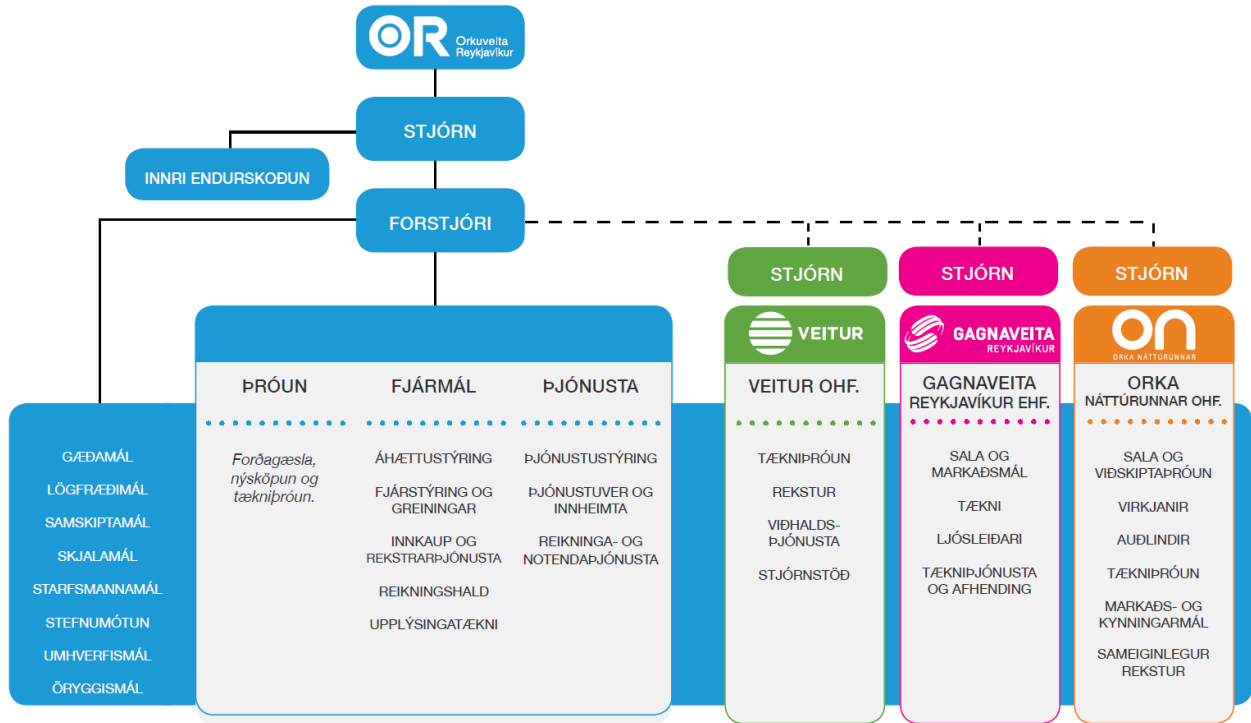 OR Orkuveita
Reykjavíkur
STJÓRN
INNRI ENDURSKOÐUN
FORSTJÓRI
STJÓRN
STJÓRN
STJÓRN
VEITUR
GAGNAVEITA
REYKJAVÍKUR
on
ORKA NÁTTÚRUNNAR
GÆÐAMÁL
LÖGFRÆÐIMÁL
SAMSKIPTAMÁL
SKJALAMÁL
STARFSMANNAMÁL
STEFNUMÓTUN
UMHVERFISMÁL
ÖRYGGISMÁL
ÞRÓUN
Forðagæsla,
nýsköpun og
tækniþróun.
FJÁRMÁL
ÁHÆTTUSTÝRING
FJÁRSTÝRING OG
GREININGAR
INNKAUP OG
REKSTRARÞJÓNUSTA
REIKNINGSHALD
UPPLÝSINGATÆKNI
ÞJÓNUSTA
ÞJÓNUSTUSTÝRING
ÞJÓNUSTUVER OG
INNHEIMTA
REIKNINGA- OG
NOTENDAÞJÓNUSTA
VEITUR OHF.
TÆKNIÞRÓUN
REKSTUR
VIÐHALDS-
ÞJÓNUSTA
STJÓRNSTÖÐ
GAGNAVEITA
REYKJAVÍKUR EHF.
SALA OG
MARKAÐSMÁL
TÆKNI
LJÓSLEIÐARI
TÆKNIÞJÓNUSTA
OG AFHENDING
ORKA
NÁTTÚRUNNAR OHF.
SALA OG
VIÐSKIPTAÞRÓUN
VIRKJANIR
AUÐLINDIR
TÆKNIÞRÓUN
MARKAÐS- OG
KYNNINGARMÁL
SAMEIGINLEGUR
REKSTUR